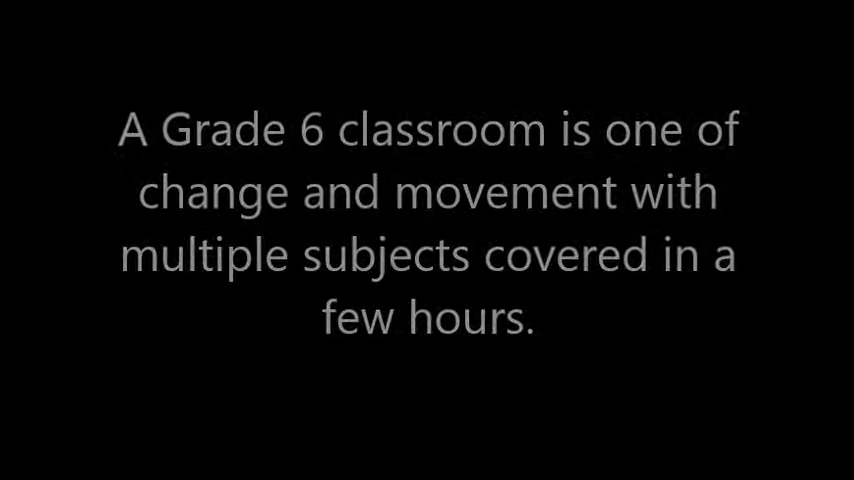 A Grade 6 classroom is one of
change and movement with
multiple subjects covered in a
few hours.